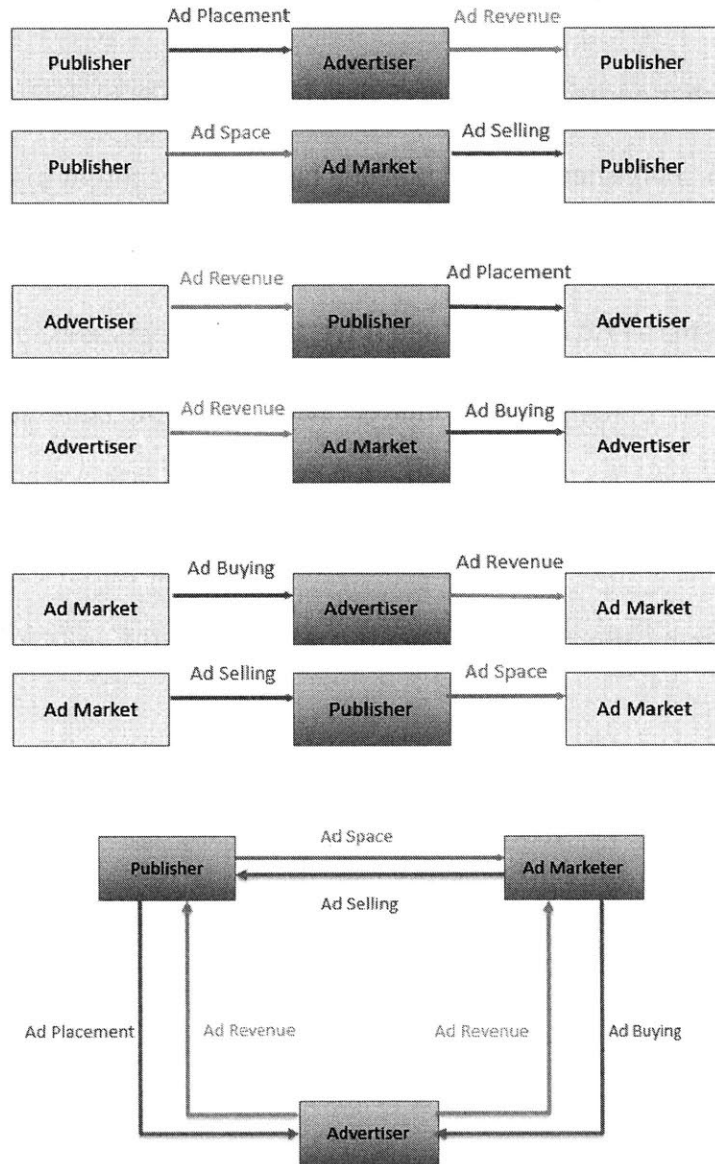 Ad Placement Ad Revenue
Publisher Advertiser Publisher
Ad Space Ad Selling
Publisher Ad Market Publisher
Ad Revenue Ad Placement
Advertiser Publisher Advertiser
Ad Revenue Ad Buying
Advertiser Ad Market Advertiser
Ad Buying Ad Revenue
Ad Market Advertiser Ad Market
Ad Selling Ad Space
Ad Market Publisher Ad Market
Ad Space
Publisher Ad Marketer
Ad Selling
Ad Placement Ad Revenue Ad Revenue Ad Buying
Advertiser